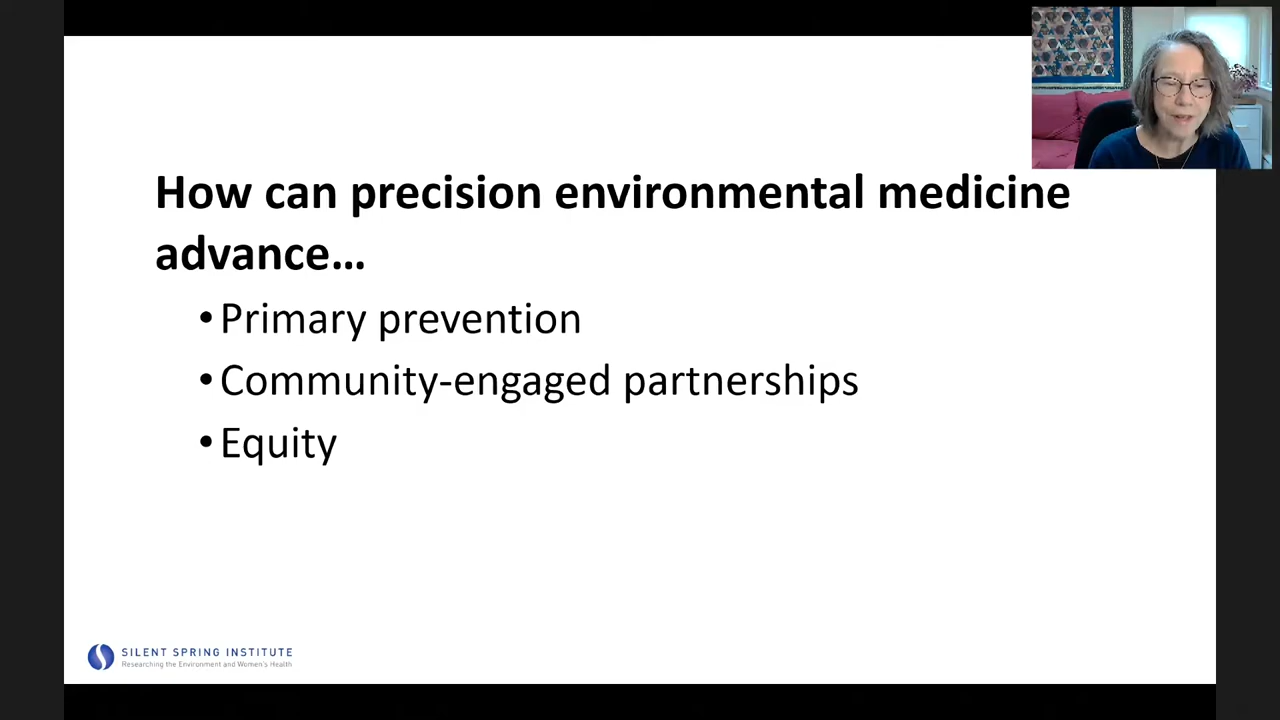 How can precision environmental medicine
advance…
• Primary prevention
• Community-engaged partnerships
• Equity
SILENT SPRING INSTITUTE
Researching the Environment and Women's Health